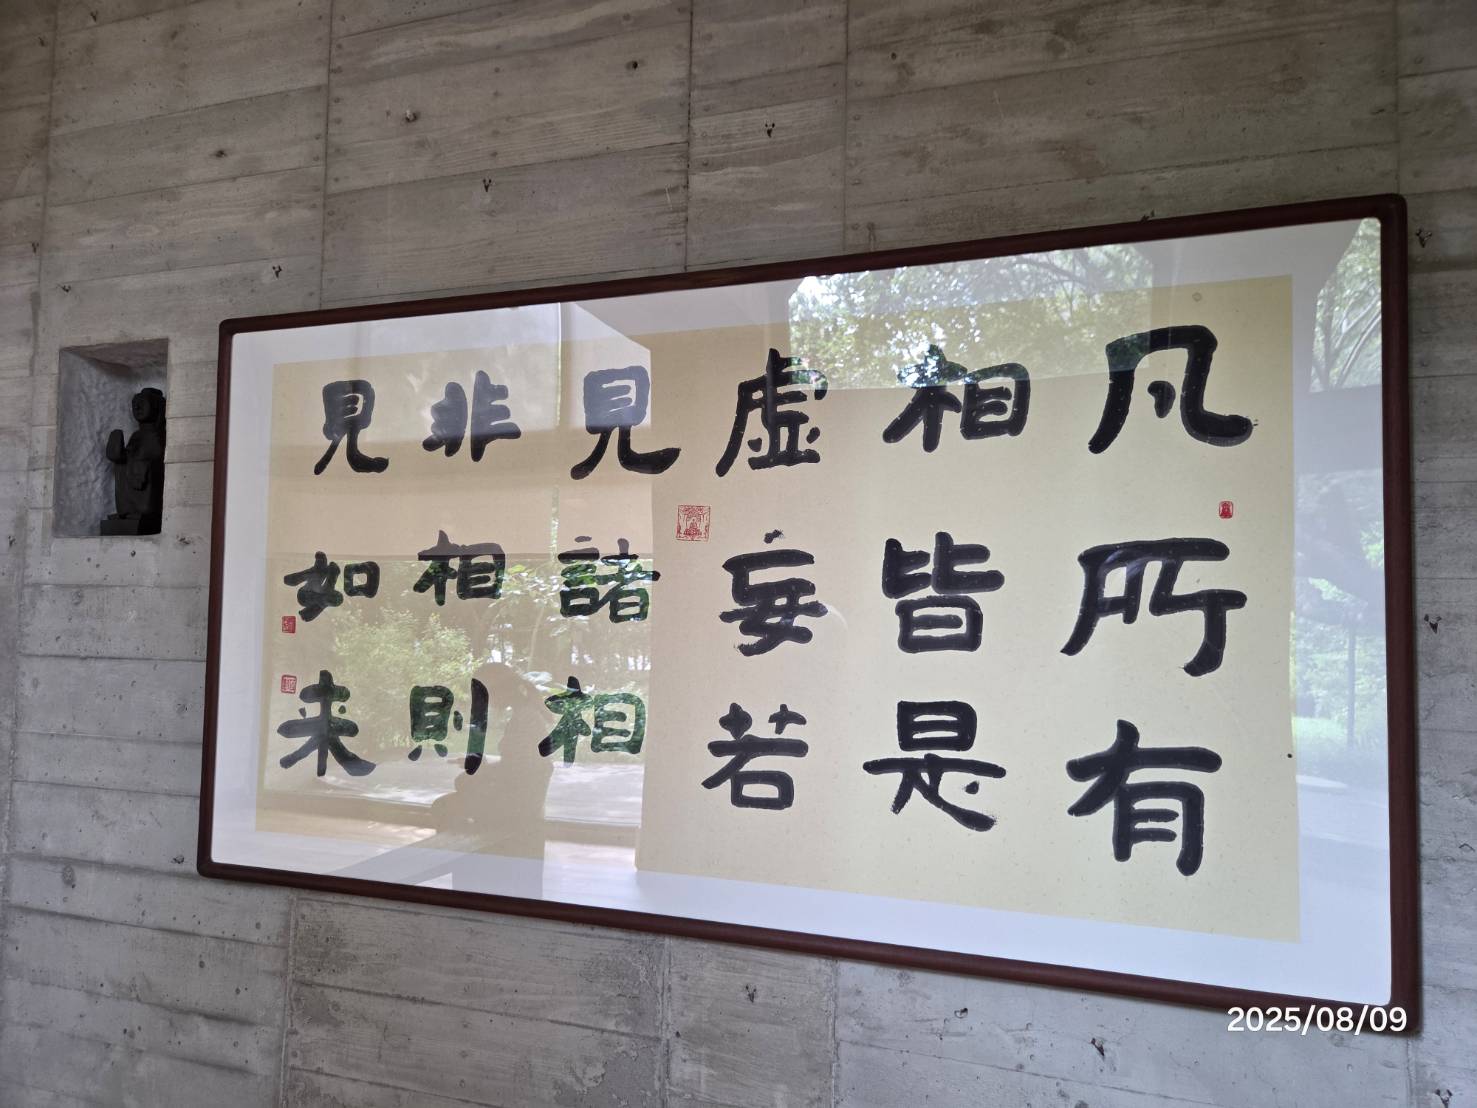 凡所有
相皆是
虛妄若
見諸相
非相則
見如来
2025/08/09